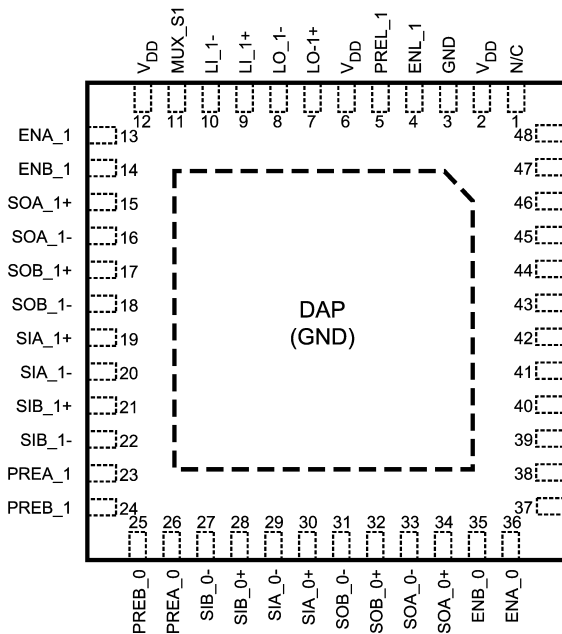 VDD
MUX_S1
LI_1-
LI_1+
LO_1-
LO-1+
VDD
PREL_1
ENL_1
GND
VDD
N/C
12 11 10 9 8 7 6 5 4 3 2 1
ENA_1 13
ENB_1 14
SOA_1+ 15
SOA_1- 16
SOB_1+ 17
SOB_1- 18
SIA_1+ 19
SIA_1- 20
SIB_1+ 21
SIB_1- 22
PREA_1 23
PREB_1 24
DAP
(GND)
48
47
46
45
44
43
42
41
40
39
38
37
25 26 27 28 29 30 31 32 33 34 35 36
PREB_0
PREA_0
SIB_0-
SIB_0+
SIA_0-
SIA_0+
SOB_0-
SOB_0+
SOA_0-
SOA_0+
ENB_0
ENA_0